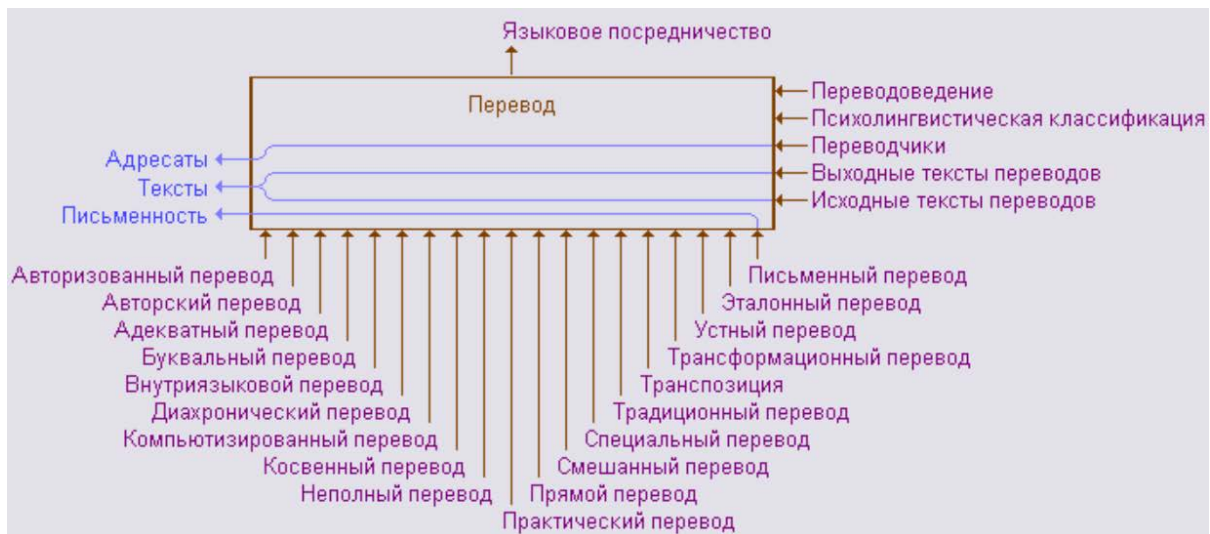 Языковое посредничество
Перевод
Переводоведение
Психолингвистическая классификация
Переводчики
Выходные тексты переводов
Исходные тексты переводов
Адресаты
Тексты
Письменность
Авторизованный перевод
Авторский перевод
Адекватный перевод
Буквальный перевод
Внутриязыковой перевод
Диахронический перевод
Компьютизированный перевод
Косвенный перевод
Неполный перевод
Письменный перевод
Эталонный перевод
Устный перевод
Трансформационный перевод
Транспозиция
Традиционный перевод
Специальный перевод
Смешанный перевод
Прямой перевод
Практический перевод